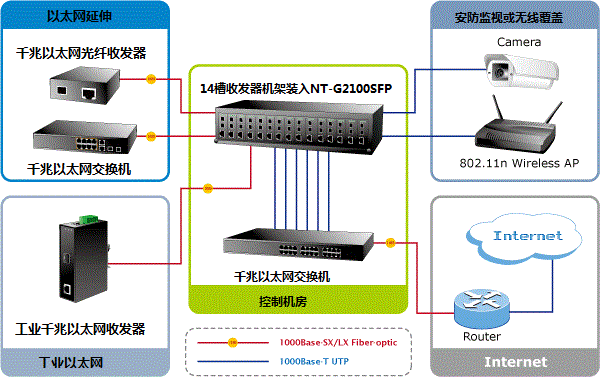 以太网延伸
千兆以太网光纤收发器
千兆以太网交换机
14槽收发器机架装入NT-G2100SFP
千兆以太网交换机
控制机房
安防监视或无线覆盖
Camera
802.11n Wireless AP
工业千兆以太网收发器
工业以太网
Internet
Router
Internet
1000Base-SX/LX Fiber-optic
1000Base-T UTP